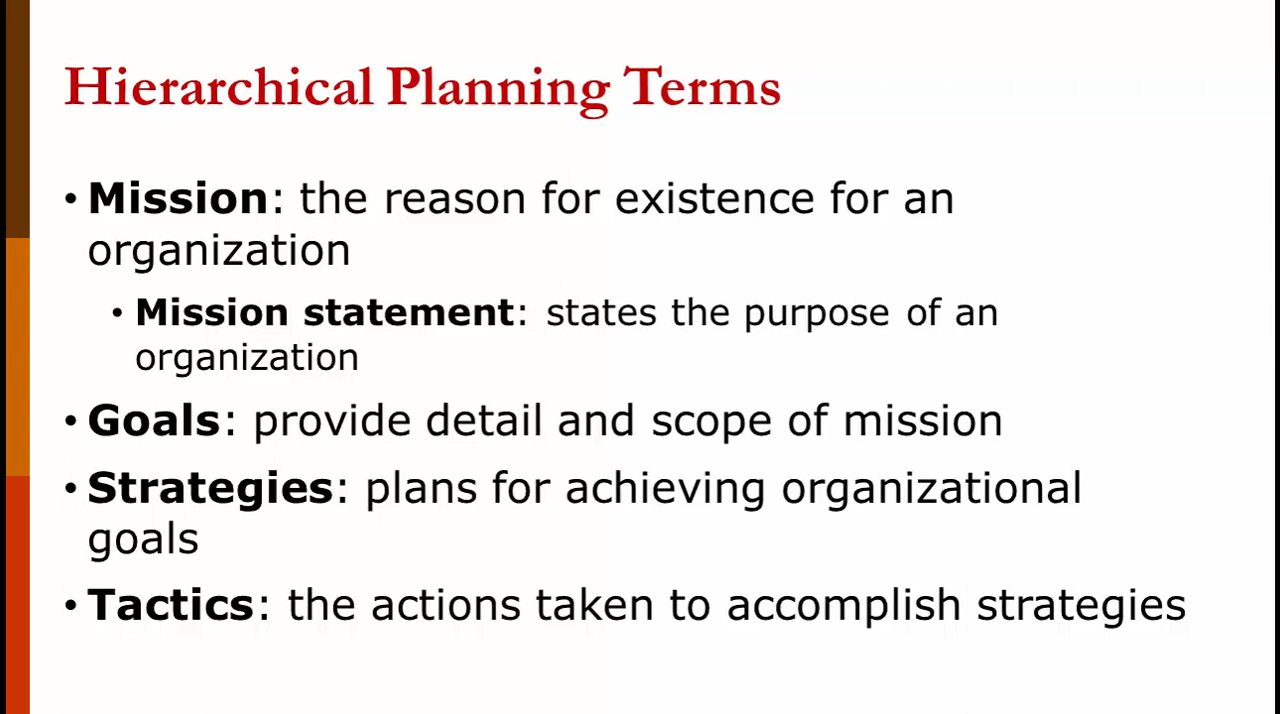 Hierarchical Planning Terms
• Mission: the reason for existence for an
organization
• Mission statement: states the purpose of an
organization
• Goals: provide detail and scope of mission
• Strategies: plans for achieving organizational
goals
• Tactics: the actions taken to accomplish strategies